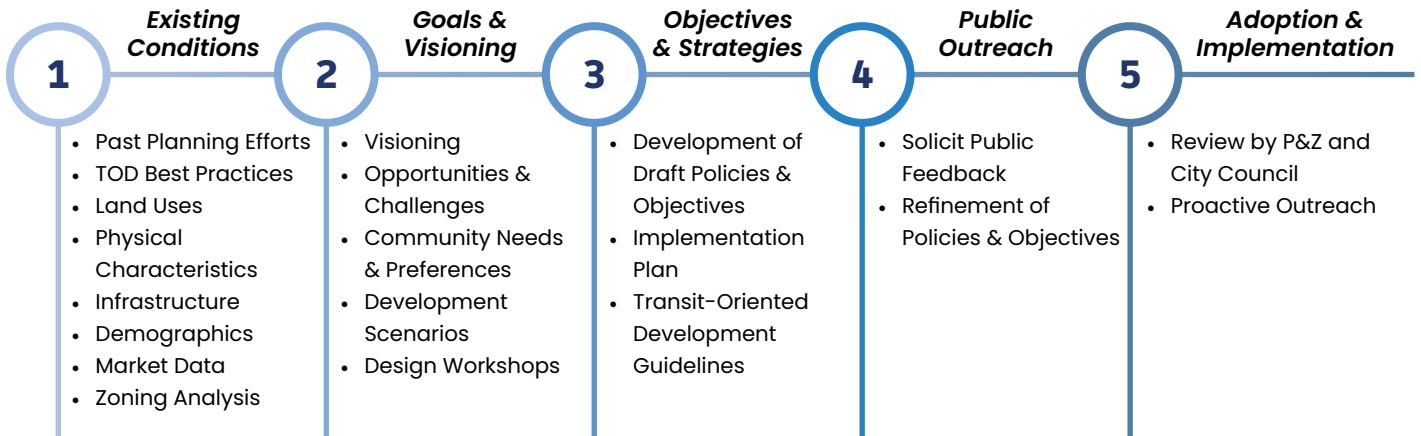 1
Existing
Conditions
• Past Planning Efforts
• TOD Best Practices
• Land Uses
• Physical
Characteristics
• Infrastructure
• Demographics
• Market Data
• Zoning Analysis
2
Goals &
Visioning
• Visioning
• Opportunities &
Challenges
• Community Needs
& Preferences
• Development
Scenarios
• Design Workshops
3
Objectives
& Strategies
• Development of
Draft Policies &
Objectives
• Implementation
Plan
• Transit-Oriented
Development
Guidelines
4
Public
Outreach
• Solicit Public
Feedback
• Refinement of
Policies & Objectives
5
Adoption &
Implementation
• Review by P&Z and
City Council
• Proactive Outreach